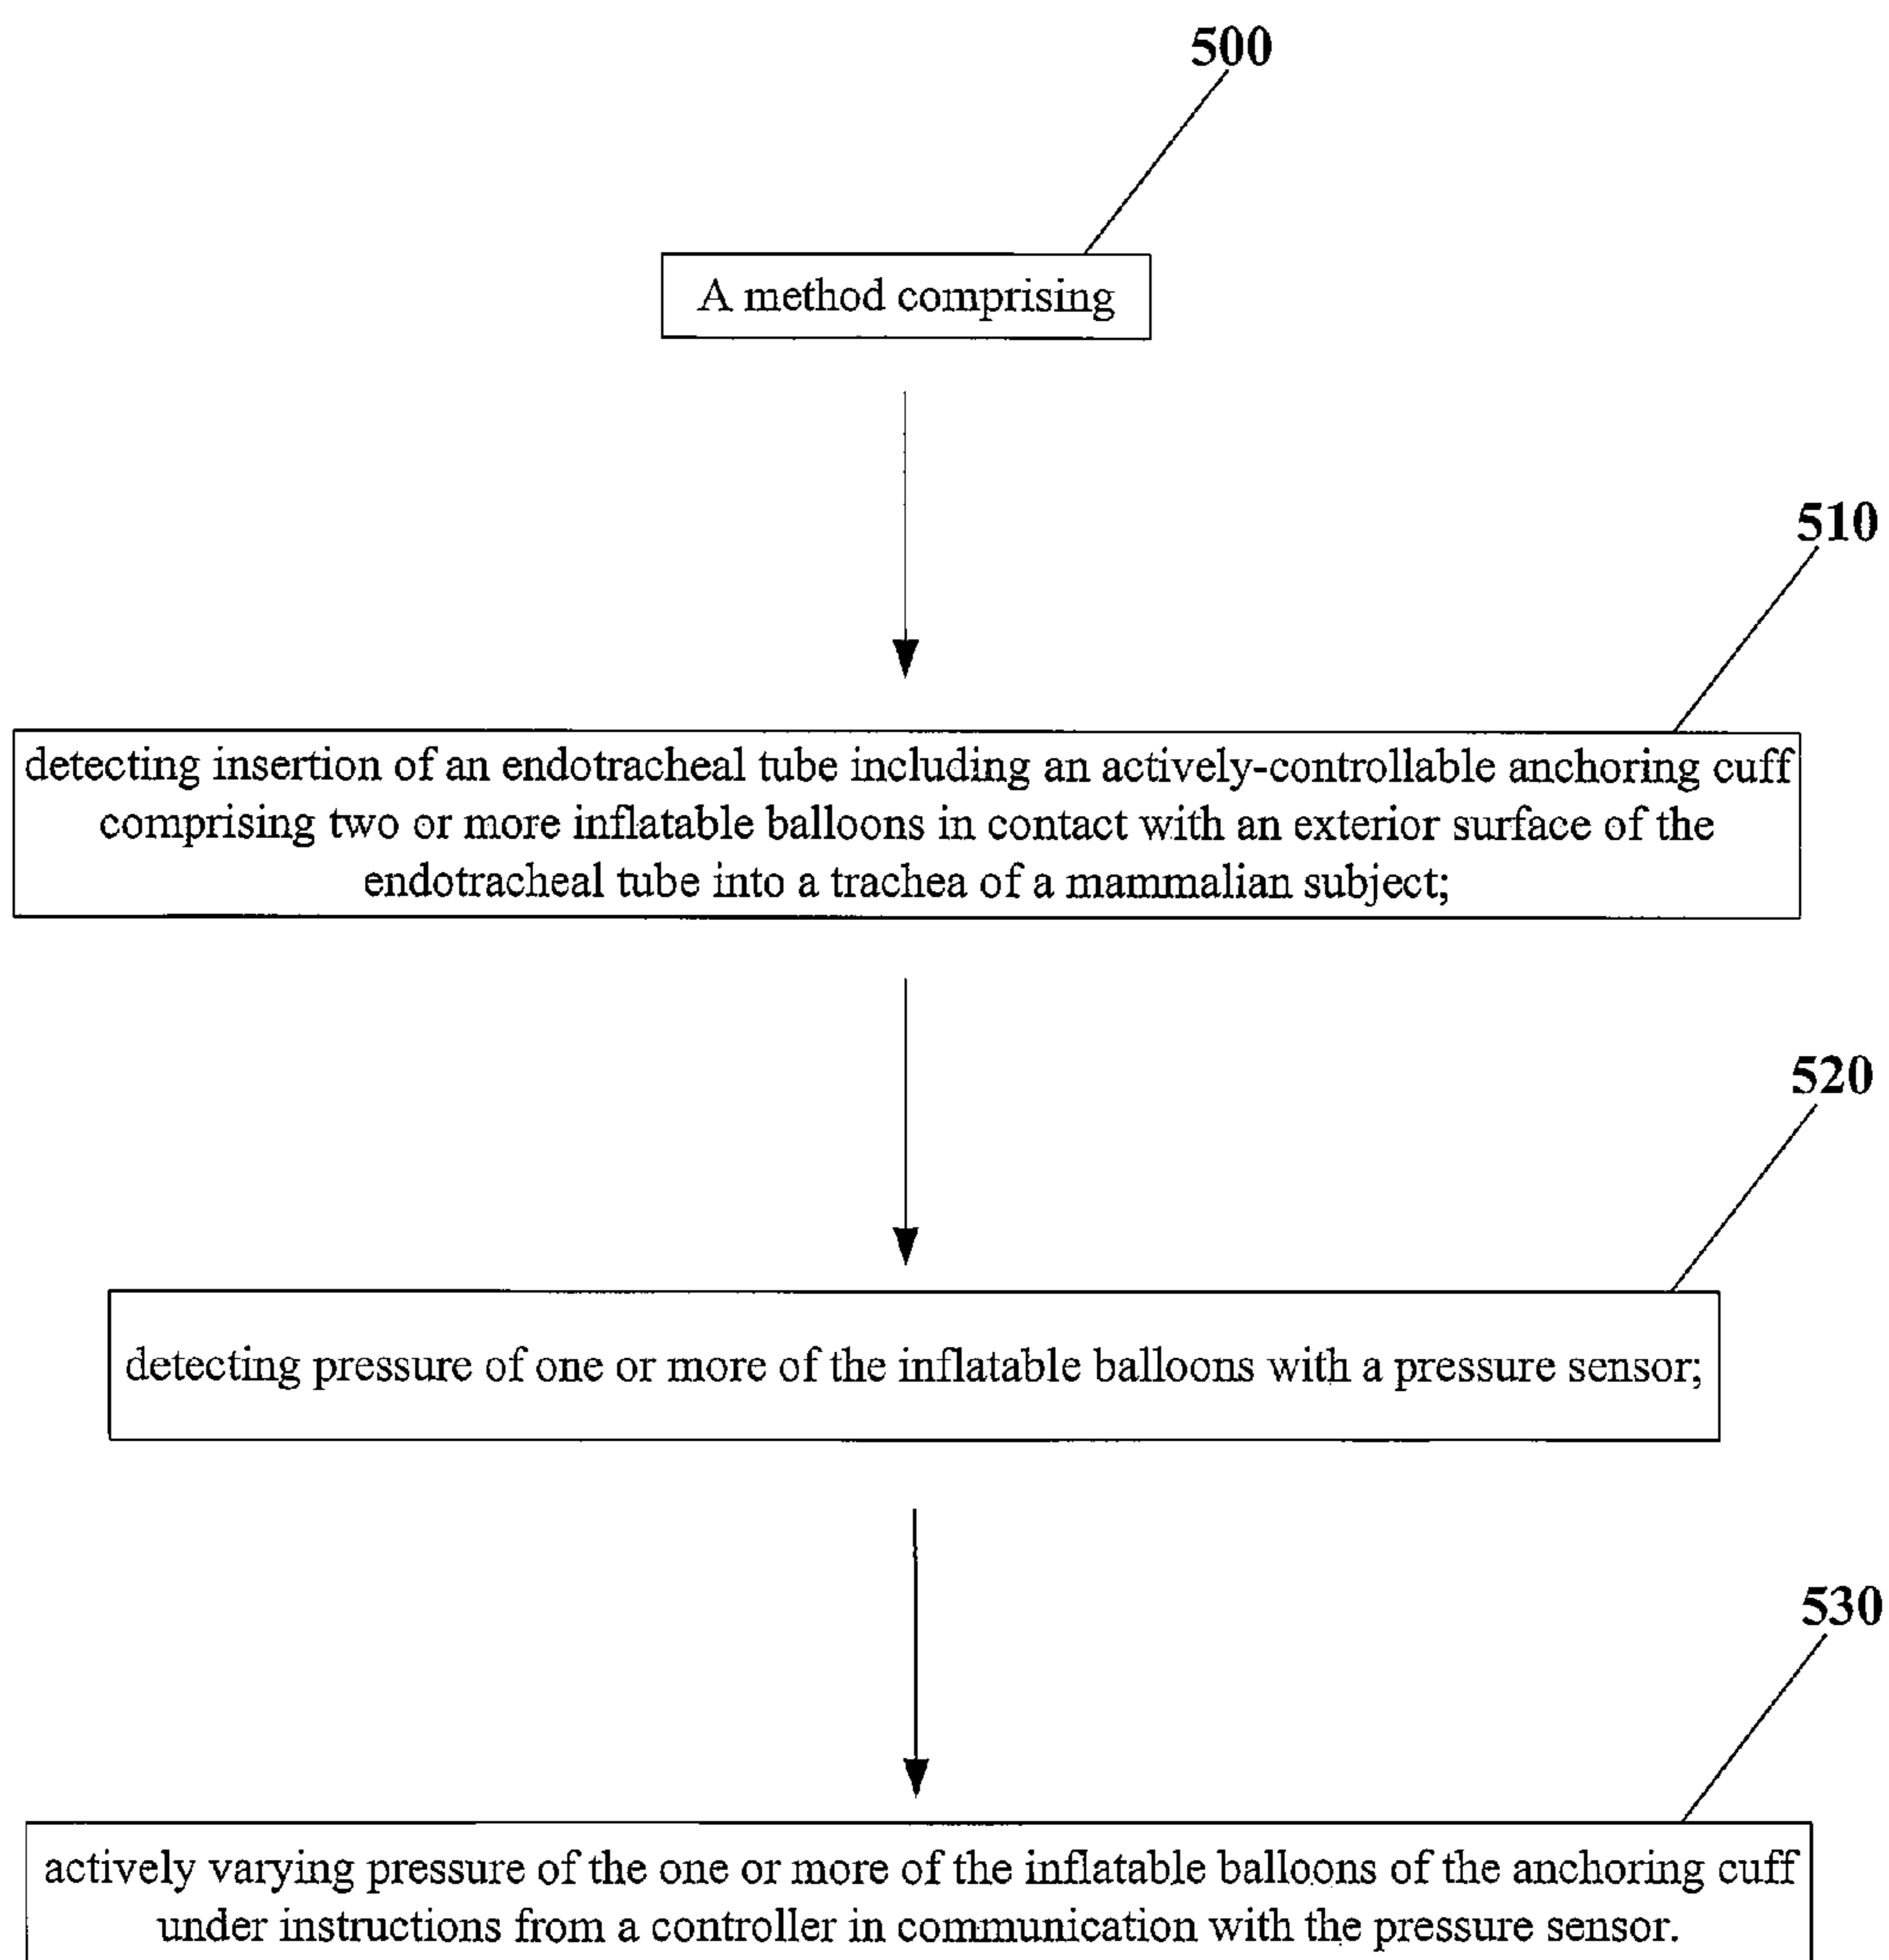 500
A method comprising
510
detecting insertion of an endotracheal tube including an actively-controllable anchoring cuff
comprising two or more inflatable balloons in contact with an exterior surface of the
endotracheal tube into a trachea of a mammalian subject;
520
detecting pressure of one or more of the inflatable balloons with a pressure sensor;
530
actively varying pressure of the one or more of the inflatable balloons of the anchoring cuff
under instructions from a controller in communication with the pressure sensor.